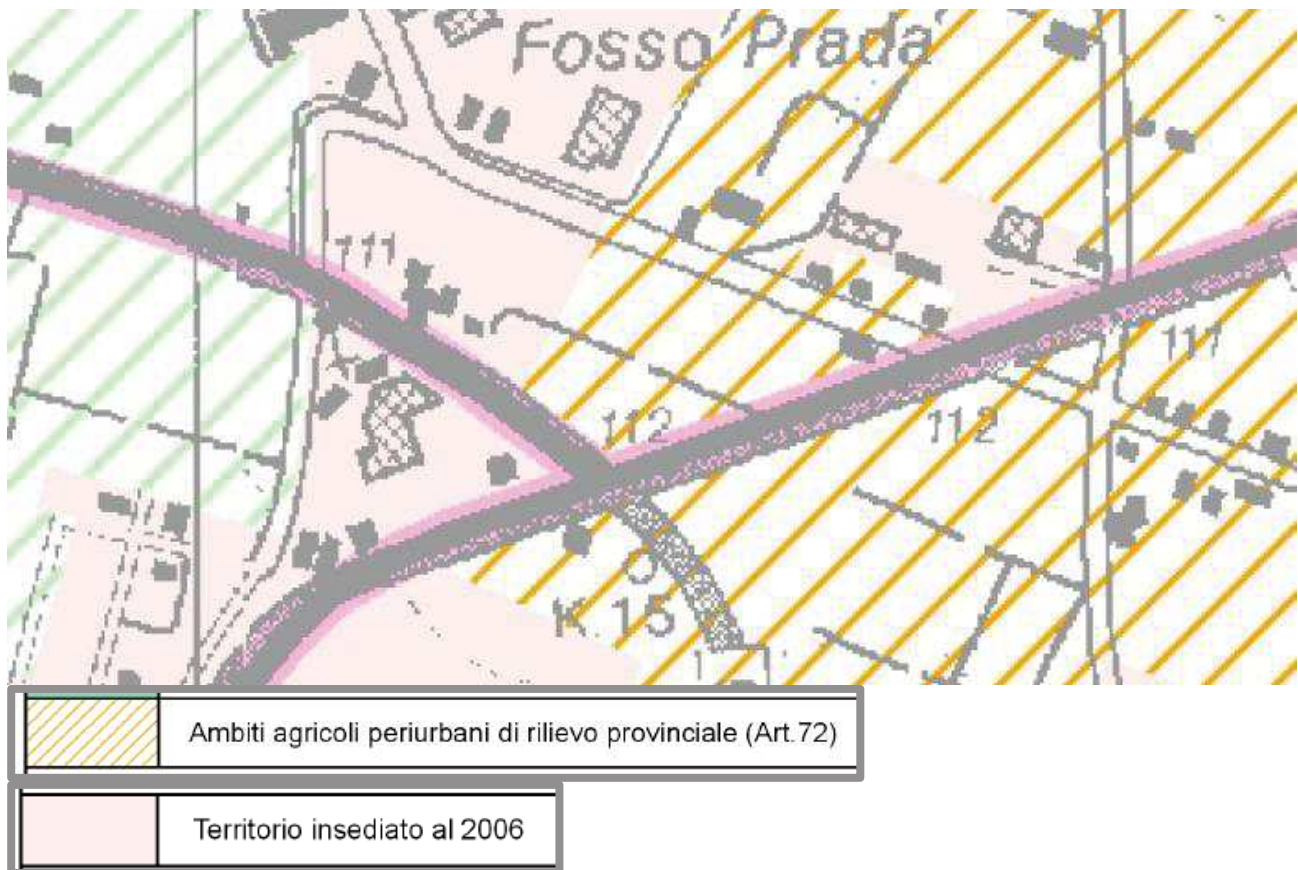 Fosso Prada
111
112
112
111
K. 15
Ambiti agricoli periurbani di rilievo provinciale (Art.72)
Territorio insediato al 2006